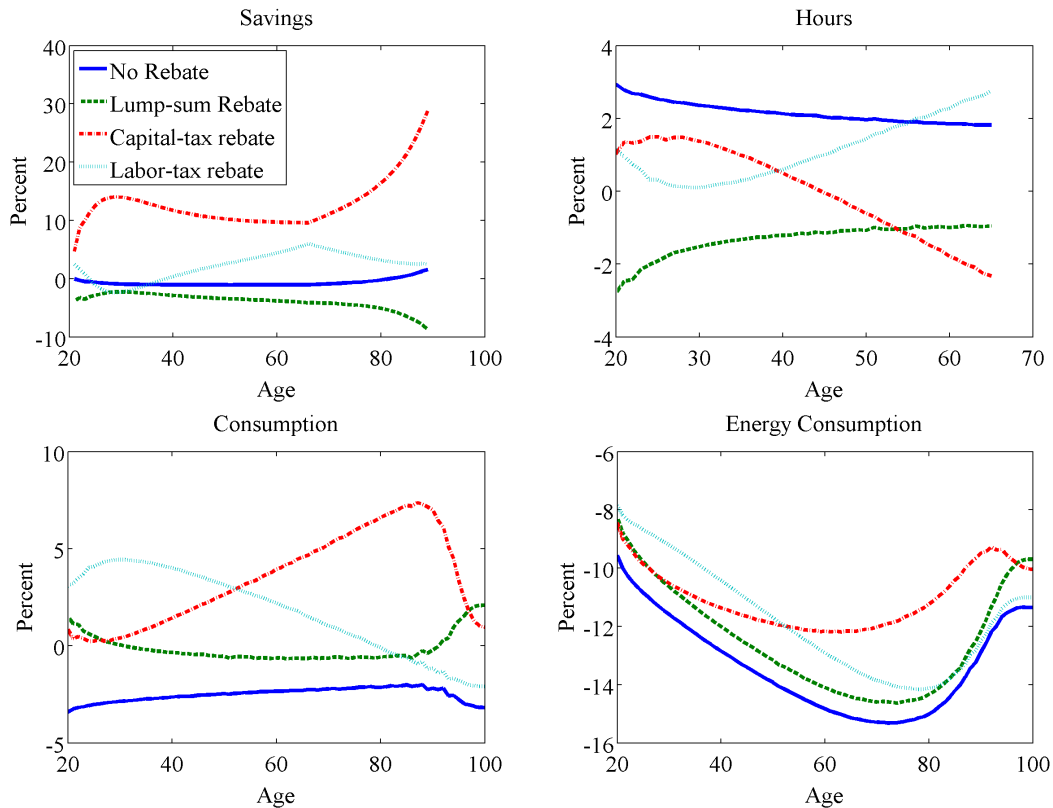 Savings
40
30
20
10
0
-10
Percent
No Rebate
Lump-sum Rebate
Capital-tax rebate
Labor-tax rebate
20 40 60 80 100
Age
Hours
4
2
0
-2
-4
Percent
20 30 40 50 60 70
Age
Consumption
10
5
0
-5
Percent
20 40 60 80 100
Age
Energy Consumption
-6
-8
-10
-12
-14
-16
Percent
20 40 60 80 100
Age